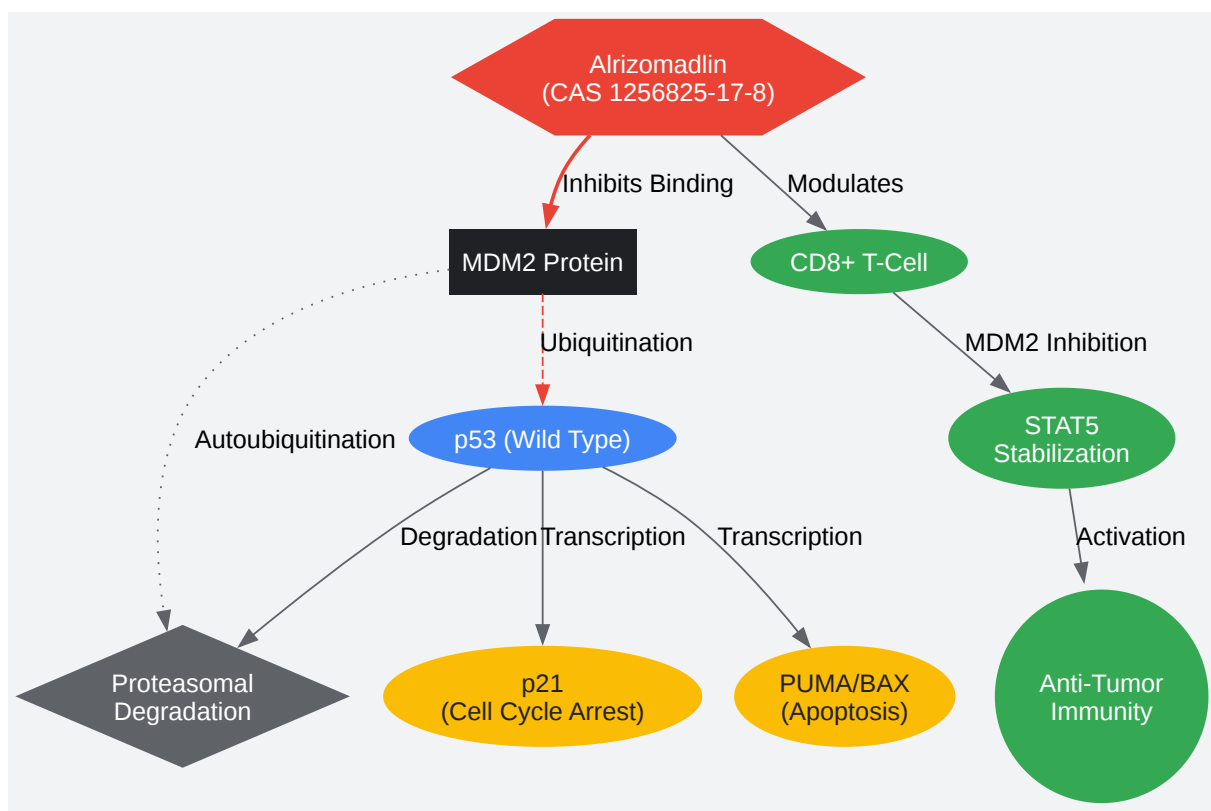 Alrizomadlin
(CAS 1256825-17-8)
Inhibits Binding
Modulates
MDM2 Protein
CD8+ T-Cell
Ubiquitination
MDM2 Inhibition
Autoubiquitination
p53 (Wild Type)
STAT5
Stabilization
Degradation
Transcription
Transcription
Activation
Proteasomal
Degradation
p21
(Cell Cycle Arrest)
PUMA/BAX
(Apoptosis)
Anti-Tumor
Immunity